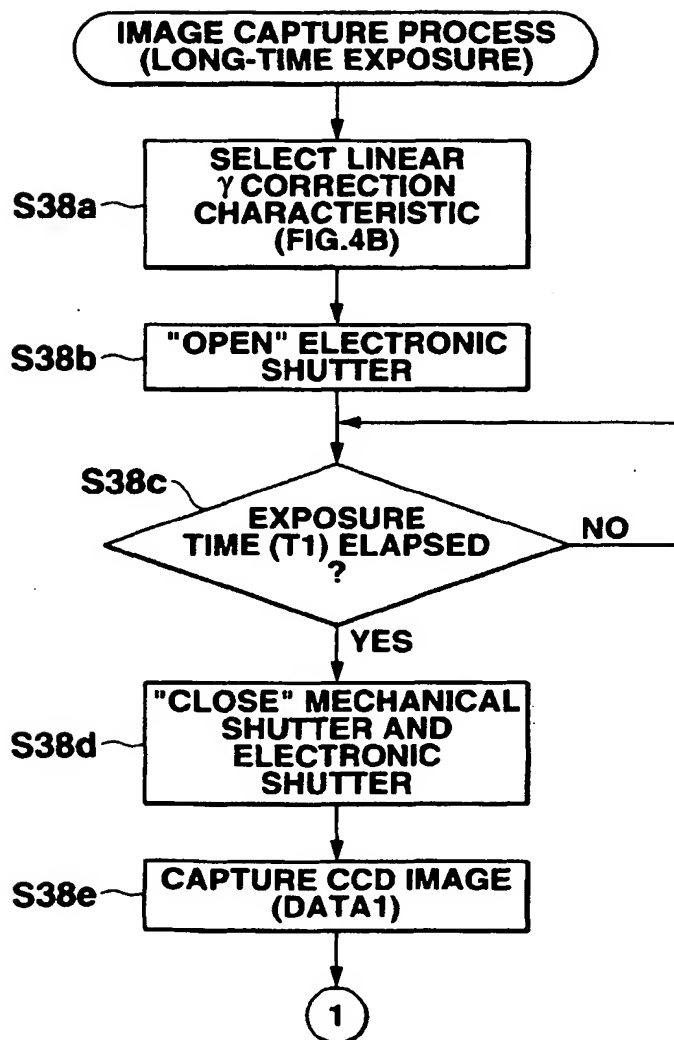 IMAGE CAPTURE PROCESS
(LONG-TIME EXPOSURE)
S38a
SELECT LINEAR
γ CORRECTION
CHARACTERISTIC
(FIG.4B)
S38b
"OPEN" ELECTRONIC
SHUTTER
S38c
EXPOSURE
TIME (T1) ELAPSED
?
NO
YES
S38d
"CLOSE" MECHANICAL
SHUTTER AND
ELECTRONIC
SHUTTER
S38e
CAPTURE CCD IMAGE
(DATA1)
1